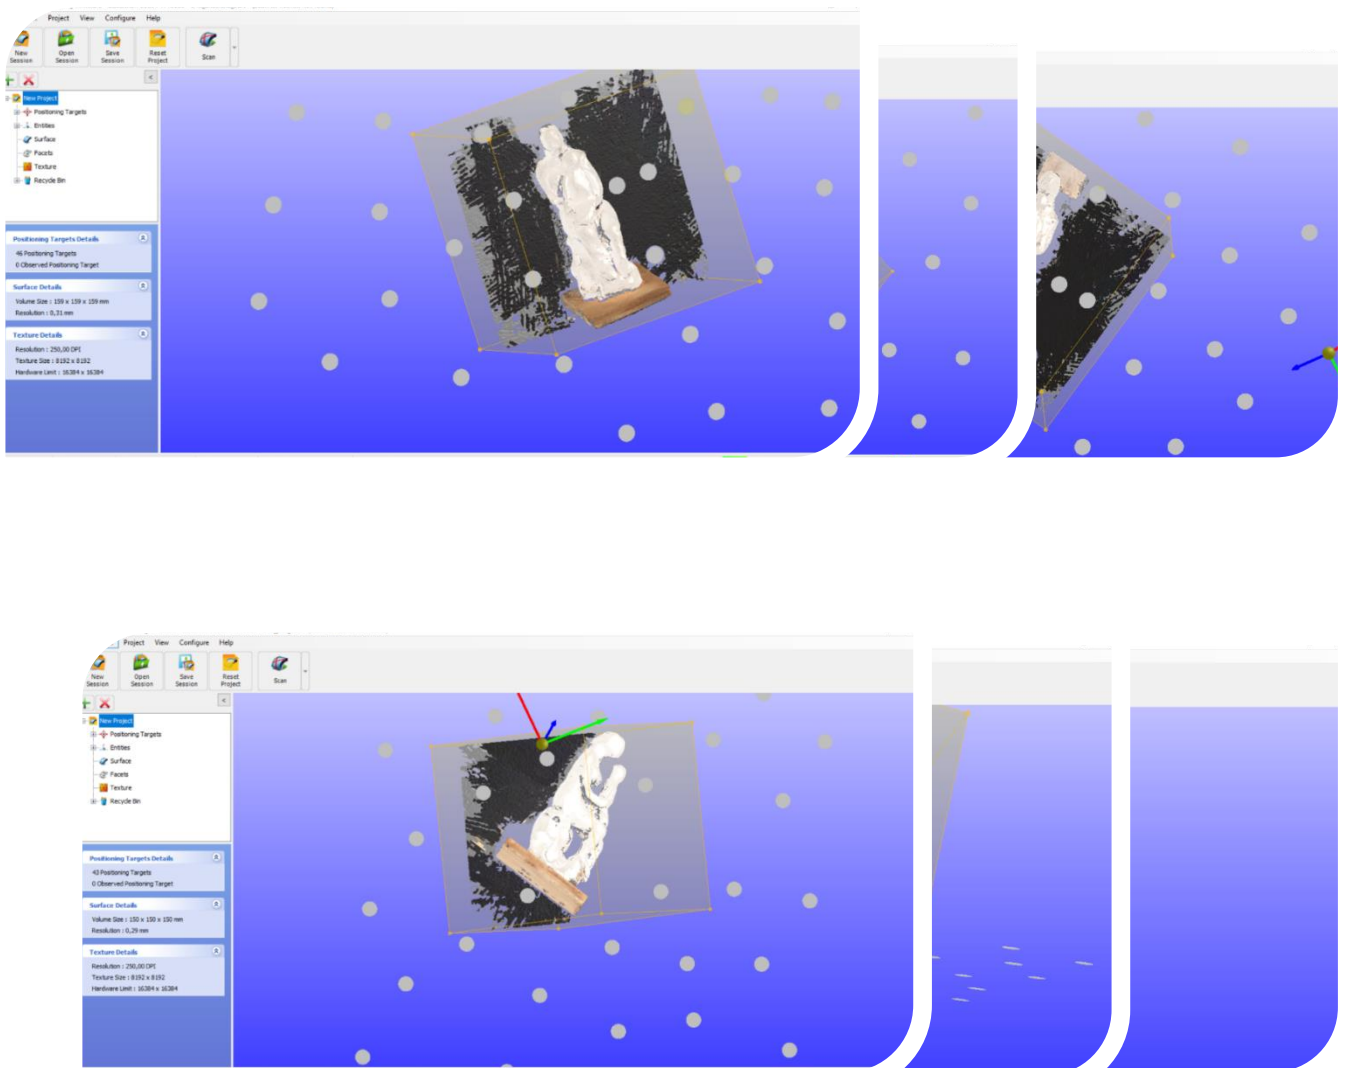 Project View Configure Help
New Session
Open Session
Save Session
Reset Project
Scan
New Project
Positioning Targets
Entities
Surface
Facets
Texture
Recycle Bin
Positioning Targets Details
46 Positioning Targets
0 Observed Positioning Target
Surface Details
Volume Size : 159 x 159 x 159 mm
Resolution : 0,31 mm
Texture Details
Resolution : 250,00 DPI
Texture Size : 8192 x 8192
Hardware Limit : 16384 x 16384
Project View Configure Help
New Session
Open Session
Save Session
Reset Project
Scan
New Project
Positioning Targets
Entities
Surface
Facets
Texture
Recycle Bin
Positioning Targets Details
43 Positioning Targets
0 Observed Positioning Target
Surface Details
Volume Size : 150 x 150 x 150 mm
Resolution : 0,29 mm
Texture Details
Resolution : 250,00 DPI
Texture Size : 8192 x 8192
Hardware Limit : 16384 x 16384